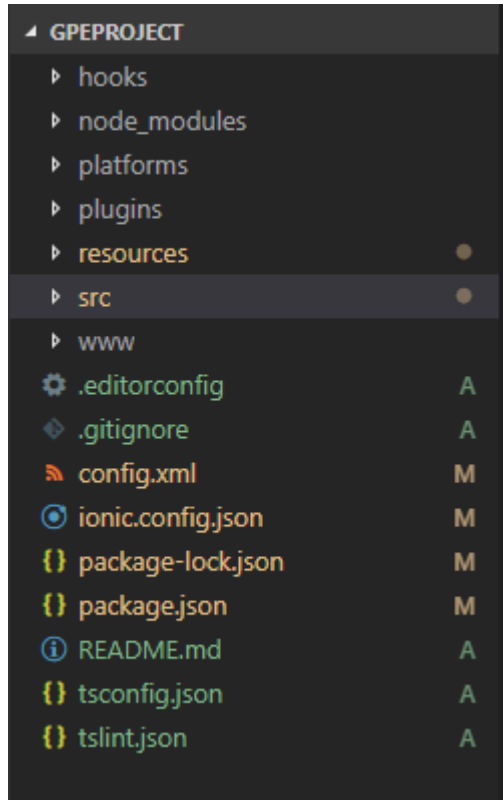 GPEPROJECT
hooks
node_modules
platforms
plugins
resources
src
www
.editorconfig A
.gitignore A
config.xml M
ionic.config.json M
package-lock.json M
package.json M
README.md A
tsconfig.json A
tslint.json A